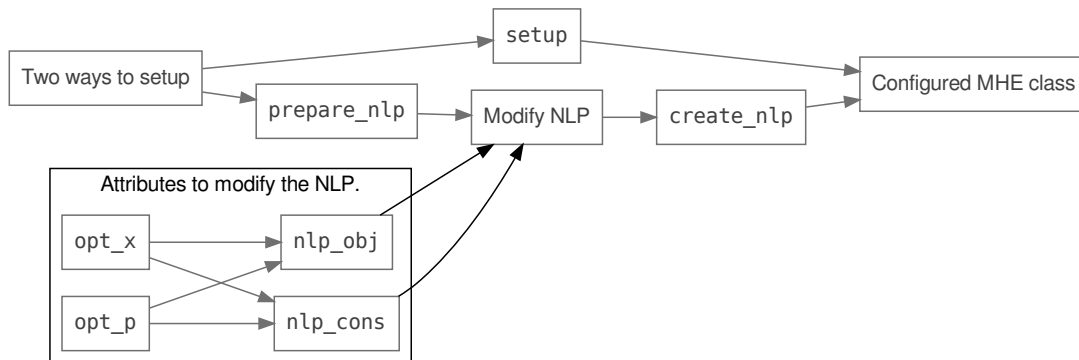 setup
Two ways to setup
Configured MHE class
prepare_nlp
Modify NLP
create_nlp
Attributes to modify the NLP.
opt_x
nlp_obj
opt_p
nlp_cons